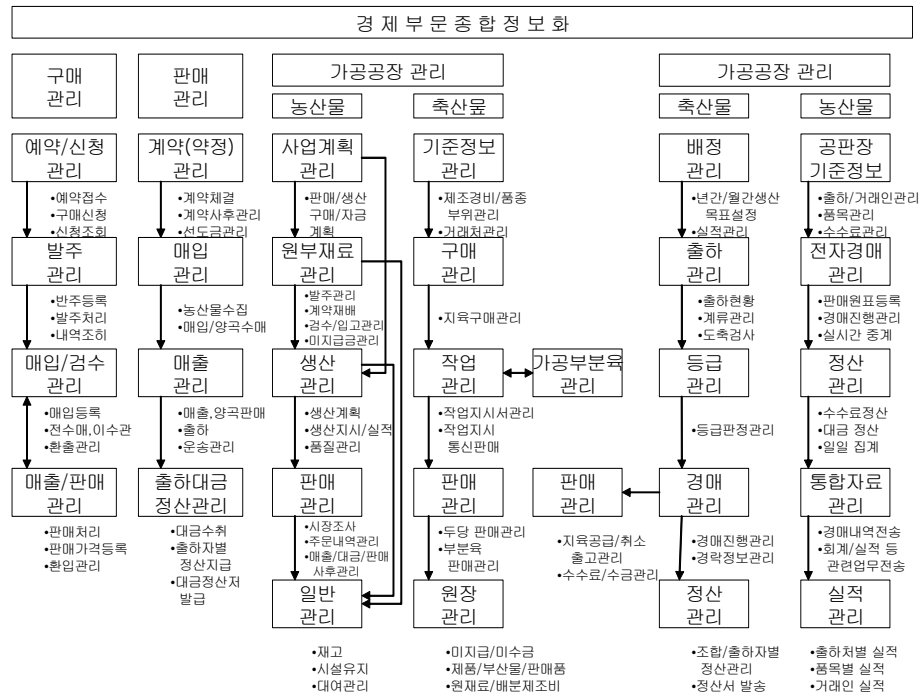 경 제 부 문 종 합 정 보 화
구매
관리
예약/신청
관리
•예약접수
•구매신청
•신청조회
발주
관리
•반주등록
•발주처리
•내역조히
매입/검수
관리
•매입등록
•전수매,이수관
•환출관리
매출/판매
관리
•판매처리
•판매가격등록
•환입관리
판매
관리
계약(약정)
관리
•계약체결
•계약사후관리
•선도금관리
매입
관리
•농산물수집
•매입/양곡수매
매출
관리
•매출,양곡판매
•출하
•운송관리
출하대금
정산관리
•대금수취
•출하자별
정산지급
•대금정산저
발급
가공공장 관리
농산물
사업계획
관리
•판매/생산
구매/자금
계획
원부재료
관리
•발주관리
•계약재배
•검수/입고관리
•미지급금관리
생산
관리
•생산계획
•생산지시/실적
•품질관리
판매
관리
•시장조사
•주문내역관리
•매출/대금/판매
사후관리
일반
관리
•재고
•시설유지
•대여관리
축산뭎
기준정보
관리
•제조경비/품종
부위관리
•거래처관리
구매
관리
•지육구매관리
작업
관리
가공부분육
관리
•작업지시서관리
•작업지시
통신판매
판매
관리
•두당 판매관리
•부분육
판매관리
원장
관리
•미지급/미수금
•제품/부산물/판매품
•원재료/배분제조비
가공공장 관리
축산물
배정
관리
•년간/월간생산
목표설정
•실적관리
출하
관리
•출하현황
•계류관리
•도축검사
등급
관리
•등급판정관리
판매
관리
경매
관리
•지육공급/취소
출고관리
•수수료/수금관리
•경매진행관리
•경락정보관리
정산
관리
•조합/출하자별
정산관리
•정산서 발송
농산물
공판장
기준정보
•출하/거래인관리
•품목관리
•수수료관리
전자경매
관리
•판매원표등록
•경매진행관리
•실시간 중계
정산
관리
•수수료정산
•대금 정산
•일일 집계
통합자료
관리
•경매내역전송
•회계/실적 등
관련업무전송
실적
관리
•출하처별 실적
•품목별 실적
•거래인 실적